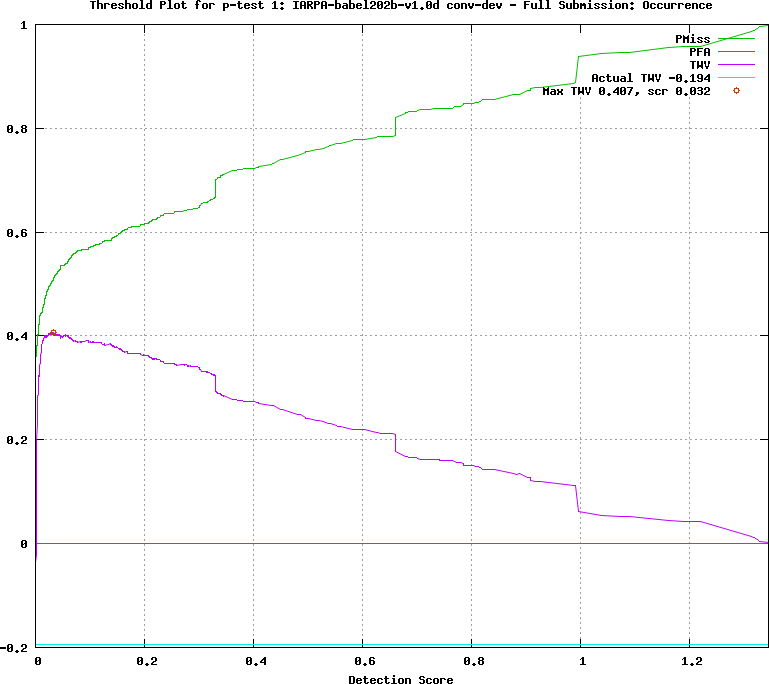 Threshold Plot for p-test 1: IARPA-babel202b-v1.0d conv-dev - Full Submission: Occurrence
1
PMiss
PFA
TWV
Actual TWV -0.194
Max TWV 0.407, scr 0.032
0.8
0.6
0.4
0.2
0
-0.2
0 0.2 0.4 0.6 0.8 1 1.2
Detection Score